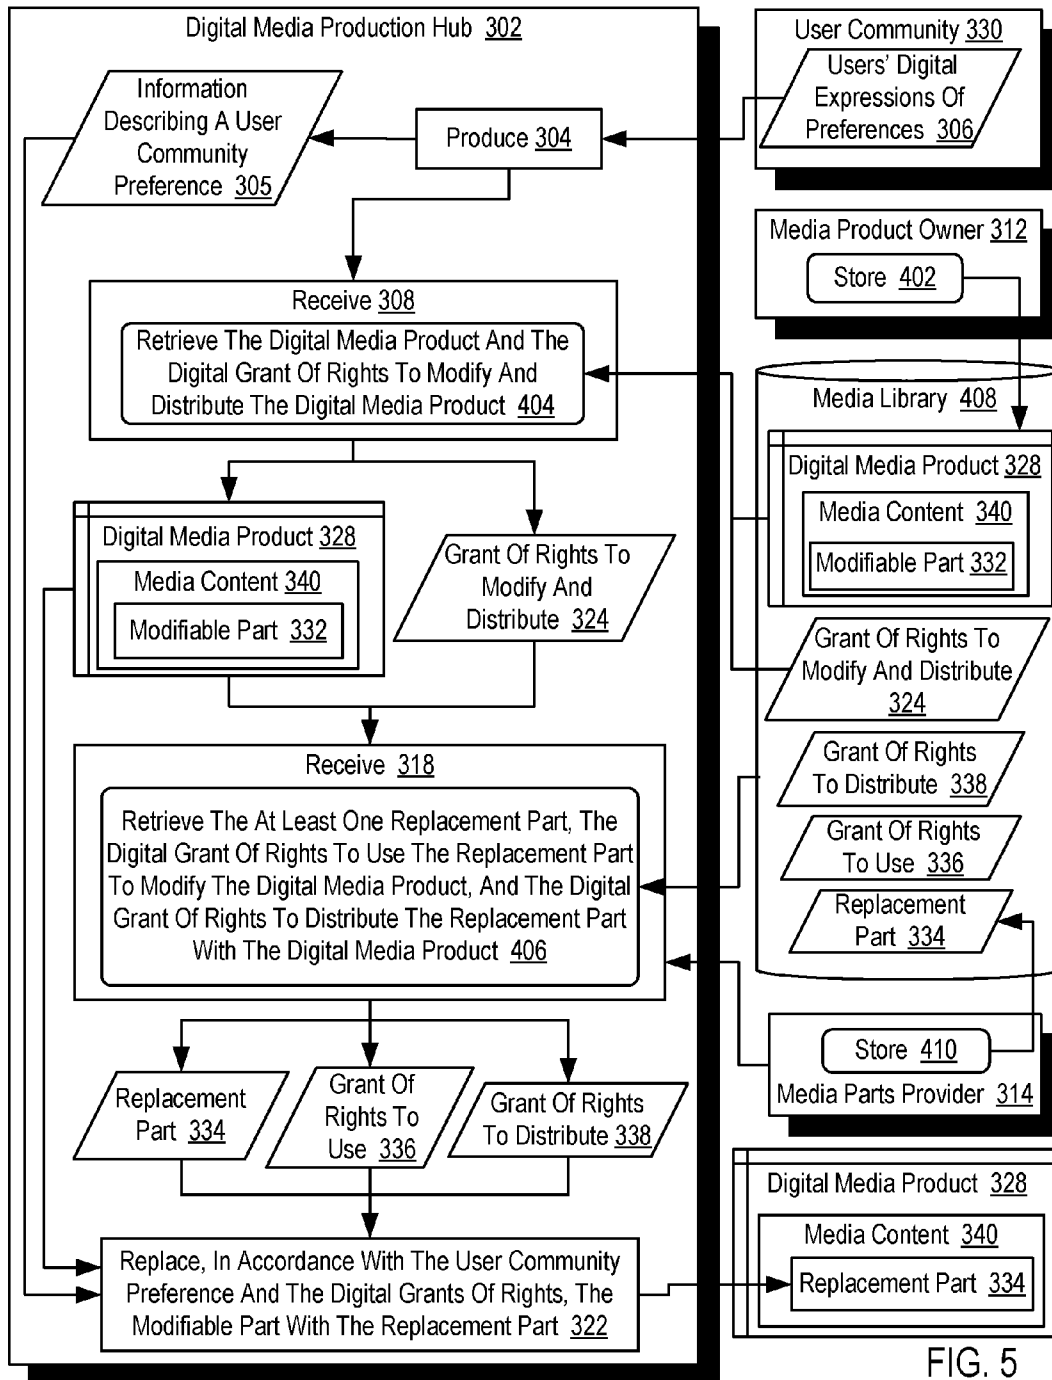 Digital Media Production Hub 302
Information
Describing A User
Community
Preference 305
Produce 304
User Community 330
Users' Digital
Expressions Of
Preferences 306
Media Product Owner 312
Store 402
Receive 308
Retrieve The Digital Media Product And The
Digital Grant Of Rights To Modify And
Distribute The Digital Media Product 404
Media Library 408
Digital Media Product 328
Media Content 340
Modifiable Part 332
Digital Media Product 328
Media Content 340
Modifiable Part 332
Grant Of Rights To
Modify And
Distribute 324
Grant Of Rights To
Modify And Distribute
324
Grant Of Rights
To Distribute 338
Grant Of Rights
To Use 336
Replacement
Part 334
Receive 318
Retrieve The At Least One Replacement Part, The
Digital Grant Of Rights To Use The Replacement Part
To Modify The Digital Media Product, And The Digital
Grant Of Rights To Distribute The Replacement Part
With The Digital Media Product 406
Store 410
Media Parts Provider 314
Replacement
Part 334
Grant Of
Rights To
Use 336
Grant Of Rights
To Distribute 338
Digital Media Product 328
Media Content 340
Replacement Part 334
Replace, In Accordance With The User Community
Preference And The Digital Grants Of Rights, The
Modifiable Part With The Replacement Part 322
FIG. 5